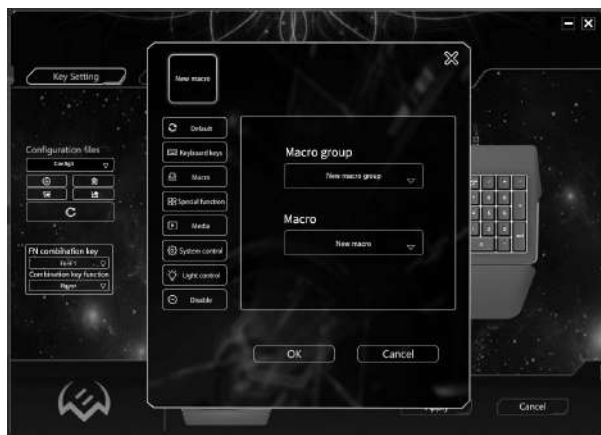 Key Setting
New macro
Default
Keyboard keys
Macro
Special function
Media
System control
Light control
Disable
Macro group
New macro group
Macro
New macro
OK
Cancel
Configuration files
FN combination key
Combination key function
Cancel